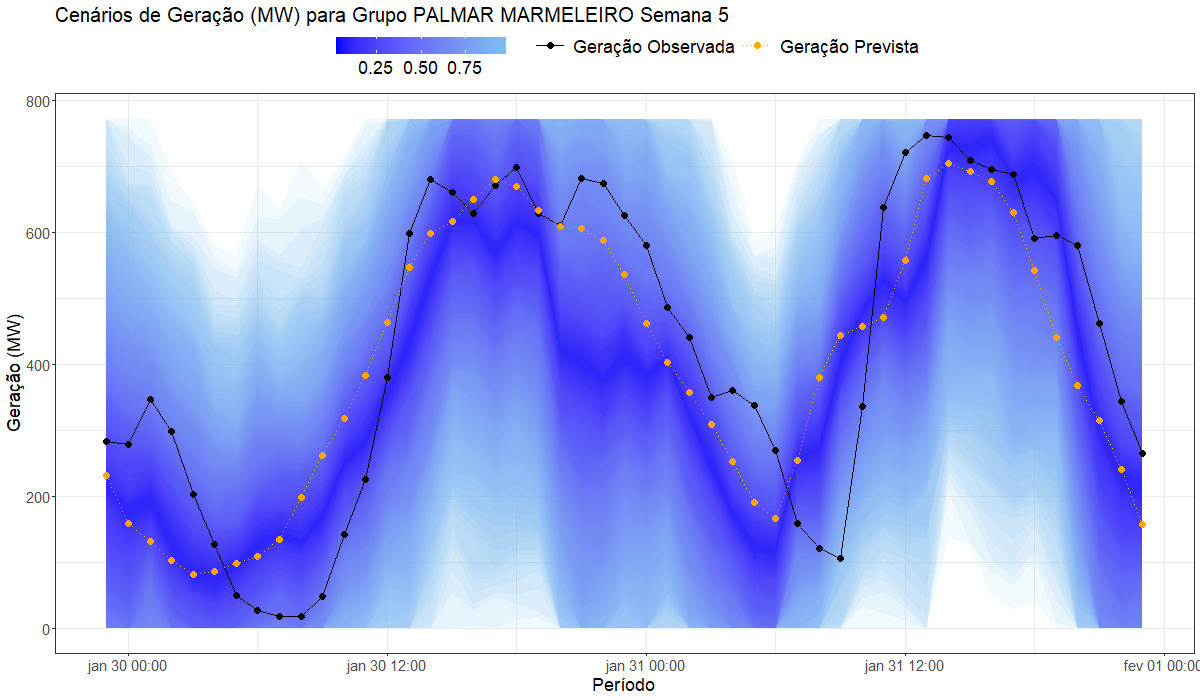 Cenários de Geração (MW) para Grupo PALMAR MARMELEIRO Semana 5
0.25 0.50 0.75
Geração Observada
Geração Prevista
Geração (MW)
800
600
400
200
0
jan 30 00:00
jan 30 12:00
jan 31 00:00
jan 31 12:00
fev 01 00:00
Período